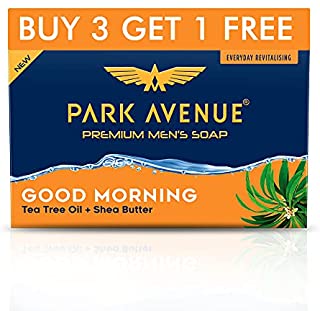 BUY 3 GET 1 FREE
NEW
EVERYDAY REVITALISING
PARK AVENUE®
PREMIUM MEN'S SOAP
GOOD MORNING
Tea Tree Oil + Shea Butter